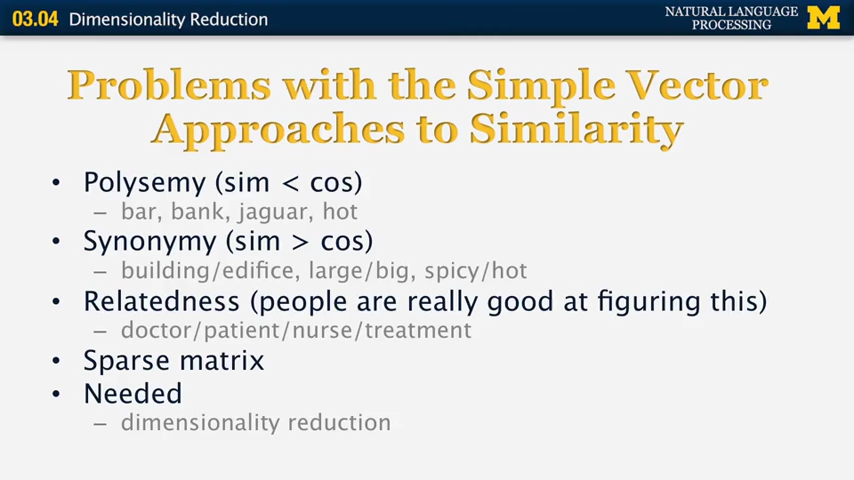 03.04 Dimensionality Reduction
NATURAL LANGUAGE
PROCESSING
M
Problems with the Simple Vector
Approaches to Similarity
• Polysemy (sim < cos)
– bar, bank, jaguar, hot
• Synonymy (sim > cos)
– building/edifice, large/big, spicy/hot
• Relatedness (people are really good at figuring this)
– doctor/patient/nurse/treatment
• Sparse matrix
• Needed
– dimensionality reduction